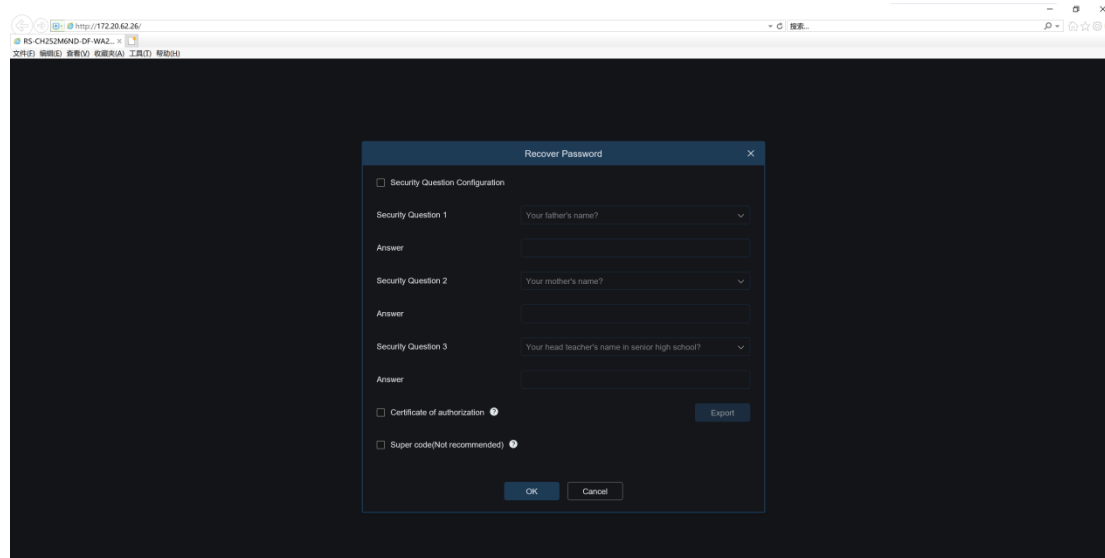 http://172.20.62.26/
搜索...
RS-CH252M6ND-DF-WA2...
文件(F) 编辑(E) 查看(V) 收藏夹(A) 工具(T) 帮助(H)
Recover Password
Security Question Configuration
Security Question 1 Your father's name?
Answer
Security Question 2 Your mother's name?
Answer
Security Question 3 Your head teacher's name in senior high school?
Answer
Certificate of authorization ? Export
Super code(Not recommended) ?
OK Cancel